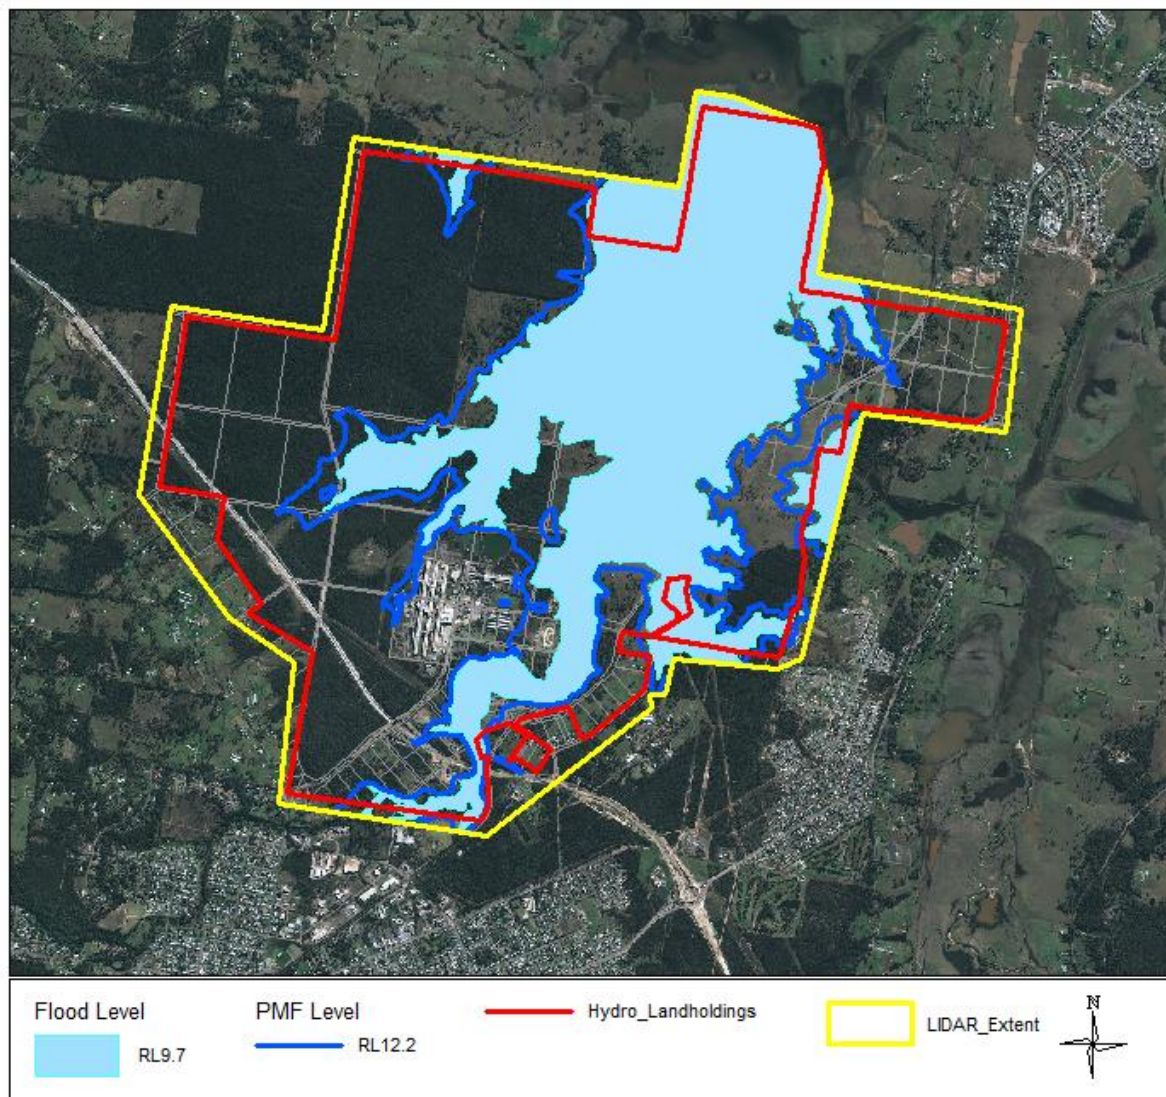 Flood Level
PMF Level
Hydro_Landholdings
LIDAR_Extent
N
RL9.7
RL12.2